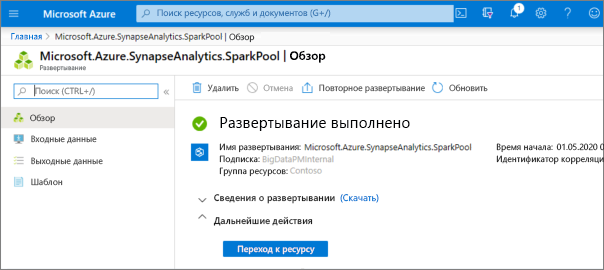 Microsoft Azure
Поиск ресурсов, служб и документов (G+/)
1
Главная > Microsoft.Azure.SynapseAnalytics.SparkPool | Обзор
Microsoft.Azure.SynapseAnalytics.SparkPool | Обзор
Развертывание
Поиск (CTRL+/)
«
Удалить
Отмена
Повторное развертывание
Обновить
Обзор
Входные данные
Выходные данные
Шаблон
Развертывание выполнено
Имя развертывания: Microsoft.Azure.SynapseAnalytics.SparkPool
Время начала: 01.05.2020
Подписка: BigDataPMInternal
Идентификатор корреляци
Группа ресурсов: Contoso
Сведения о развертывании (Скачать)
Дальнейшие действия
Переход к ресурсу